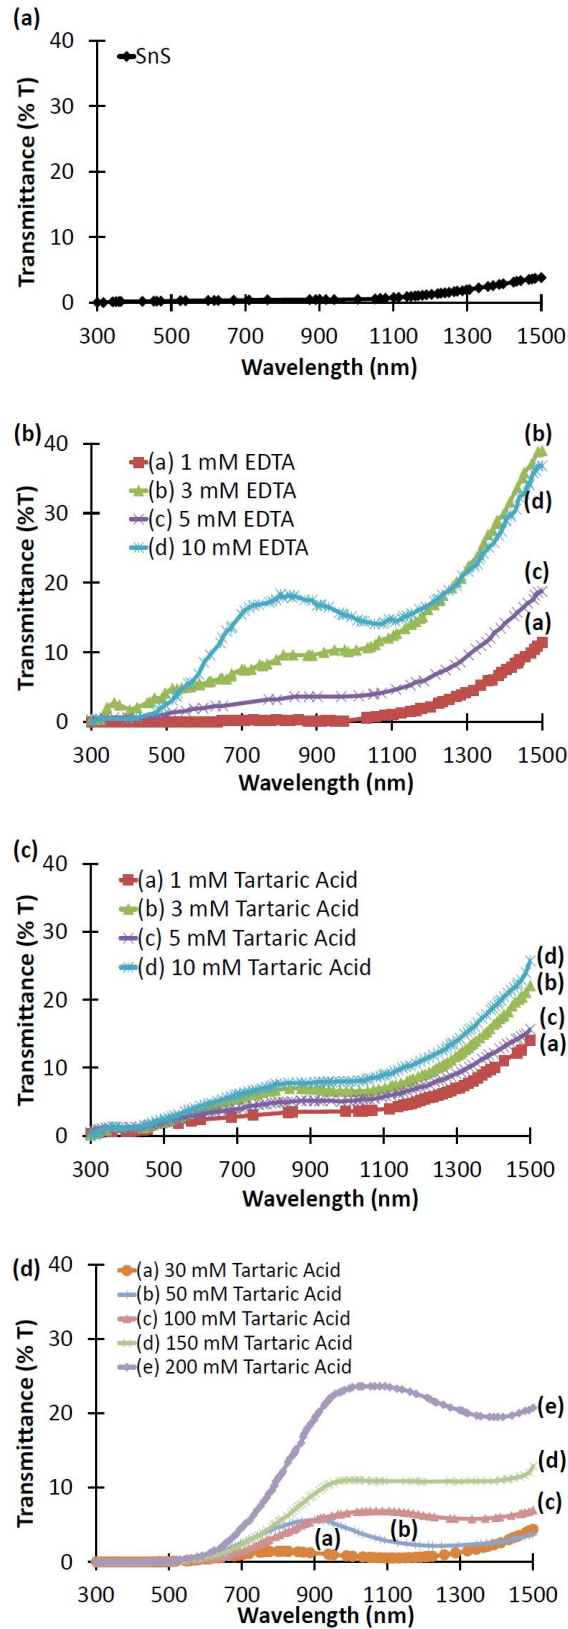 (a)
40
30
20
10
0
Transmittance (% T)
SnS
300 500 700 900 1100 1300 1500
Wavelength (nm)
(b)
40
30
20
10
0
Transmittance (%T)
(a) 1 mM EDTA
(b) 3 mM EDTA
(c) 5 mM EDTA
(d) 10 mM EDTA
(b)
(d)
(c)
(a)
300 500 700 900 1100 1300 1500
Wavelength (nm)
(c)
40
30
20
10
0
Transmittance (% T)
(a) 1 mM Tartaric Acid
(b) 3 mM Tartaric Acid
(c) 5 mM Tartaric Acid
(d) 10 mM Tartaric Acid
(d)
(b)
(c)
(a)
300 500 700 900 1100 1300 1500
Wavelength (nm)
(d)
40
30
20
10
0
Transmittance (% T)
(a) 30 mM Tartaric Acid
(b) 50 mM Tartaric Acid
(c) 100 mM Tartaric Acid
(d) 150 mM Tartaric Acid
(e) 200 mM Tartaric Acid
(e)
(d)
(c)
(a) (b)
300 500 700 900 1100 1300 1500
Wavelength (nm)